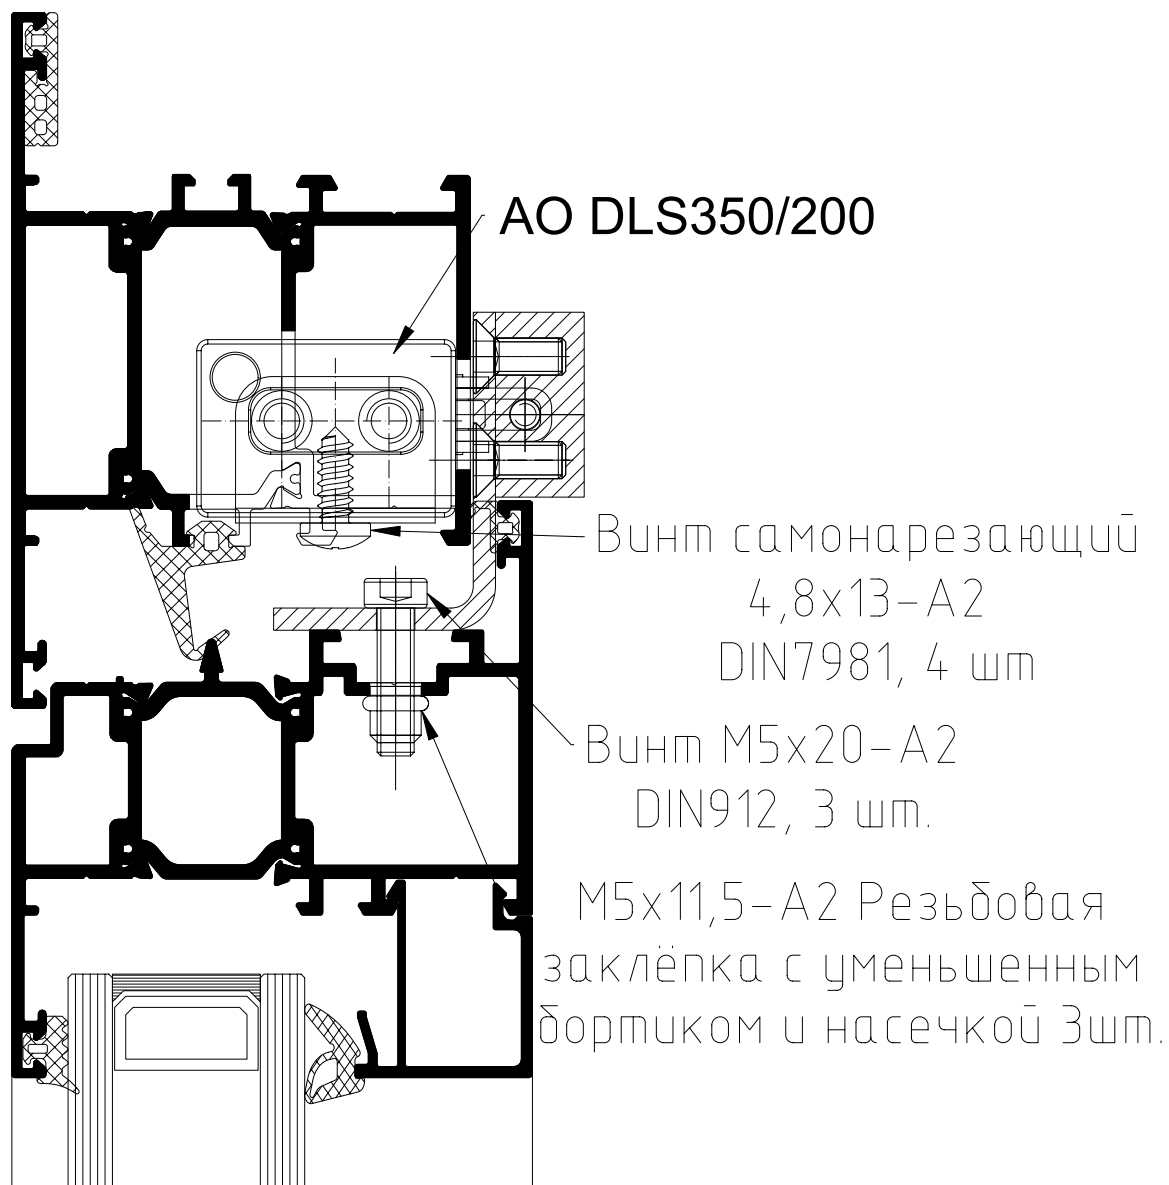 AO DLS350/200
Винт самонарезающий
4,8x13-A2
DIN7981, 4 шт
Винт M5x20-A2
DIN912, 3 шт.
M5x11,5-A2 Резьбовая
заклёпка с уменьшенным
бортиком и насечкой 3шт.